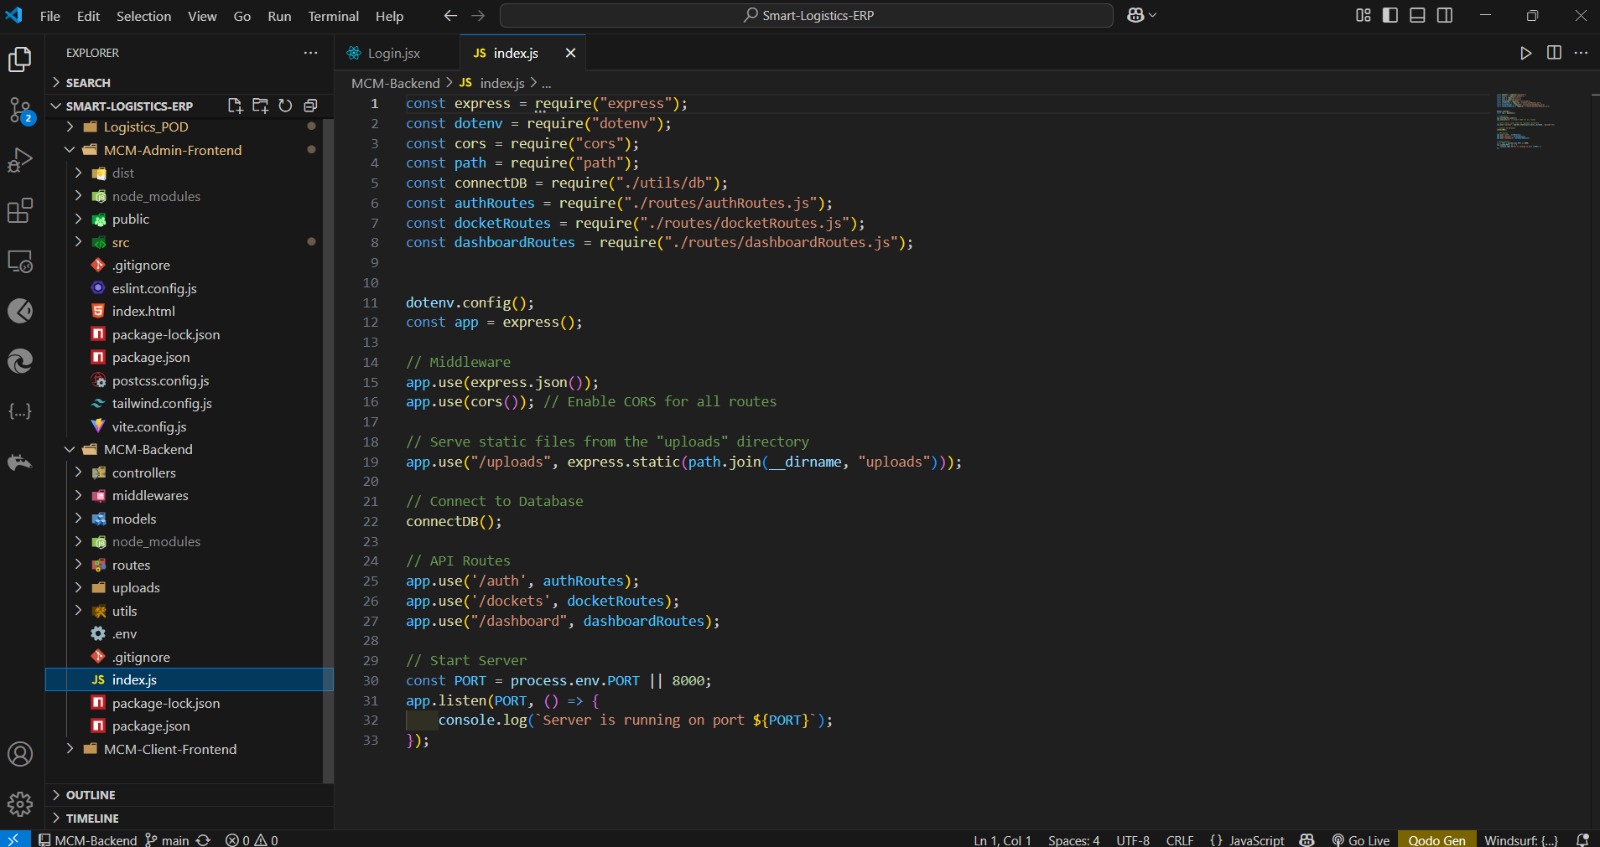 File Edit Selection View Go Run Terminal Help
Smart-Logistics-ERP
EXPLORER
SEARCH
SMART-LOGISTICS-ERP
Logistics_POD
MCM-Admin-Frontend
dist
node_modules
public
src
.gitignore
eslint.config.js
index.html
package-lock.json
package.json
postcss.config.js
tailwind.config.js
vite.config.js
MCM-Backend
controllers
middlewares
models
node_modules
routes
uploads
utils
.env
.gitignore
JS index.js
package-lock.json
package.json
MCM-Client-Frontend
OUTLINE
TIMELINE
2
Login.jsx
JS index.js
MCM-Backend > JS index.js > ...
1 const express = require("express");
2 const dotenv = require("dotenv");
3 const cors = require("cors");
4 const path = require("path");
5 const connectDB = require("./utils/db");
6 const authRoutes = require("./routes/authRoutes.js");
7 const docketRoutes = require("./routes/docketRoutes.js");
8 const dashboardRoutes = require("./routes/dashboardRoutes.js");
9
10
11 dotenv.config();
12 const app = express();
13
14 // Middleware
15 app.use(express.json());
16 app.use(cors()); // Enable CORS for all routes
17
18 // Serve static files from the "uploads" directory
19 app.use("/uploads", express.static(path.join(__dirname, "uploads")));
20
21 // Connect to Database
22 connectDB();
23
24 // API Routes
25 app.use('/auth', authRoutes);
26 app.use('/dockets', docketRoutes);
27 app.use("/dashboard", dashboardRoutes);
28
29 // Start Server
30 const PORT = process.env.PORT || 8000;
31 app.listen(PORT, () => {
32 console.log(`Server is running on port ${PORT}`);
33 });
MCM-Backend main 0 0 Ln 1, Col 1 Spaces: 4 UTF-8 CRLF {} JavaScript Go Live Qodo Gen Windsurf: {...}